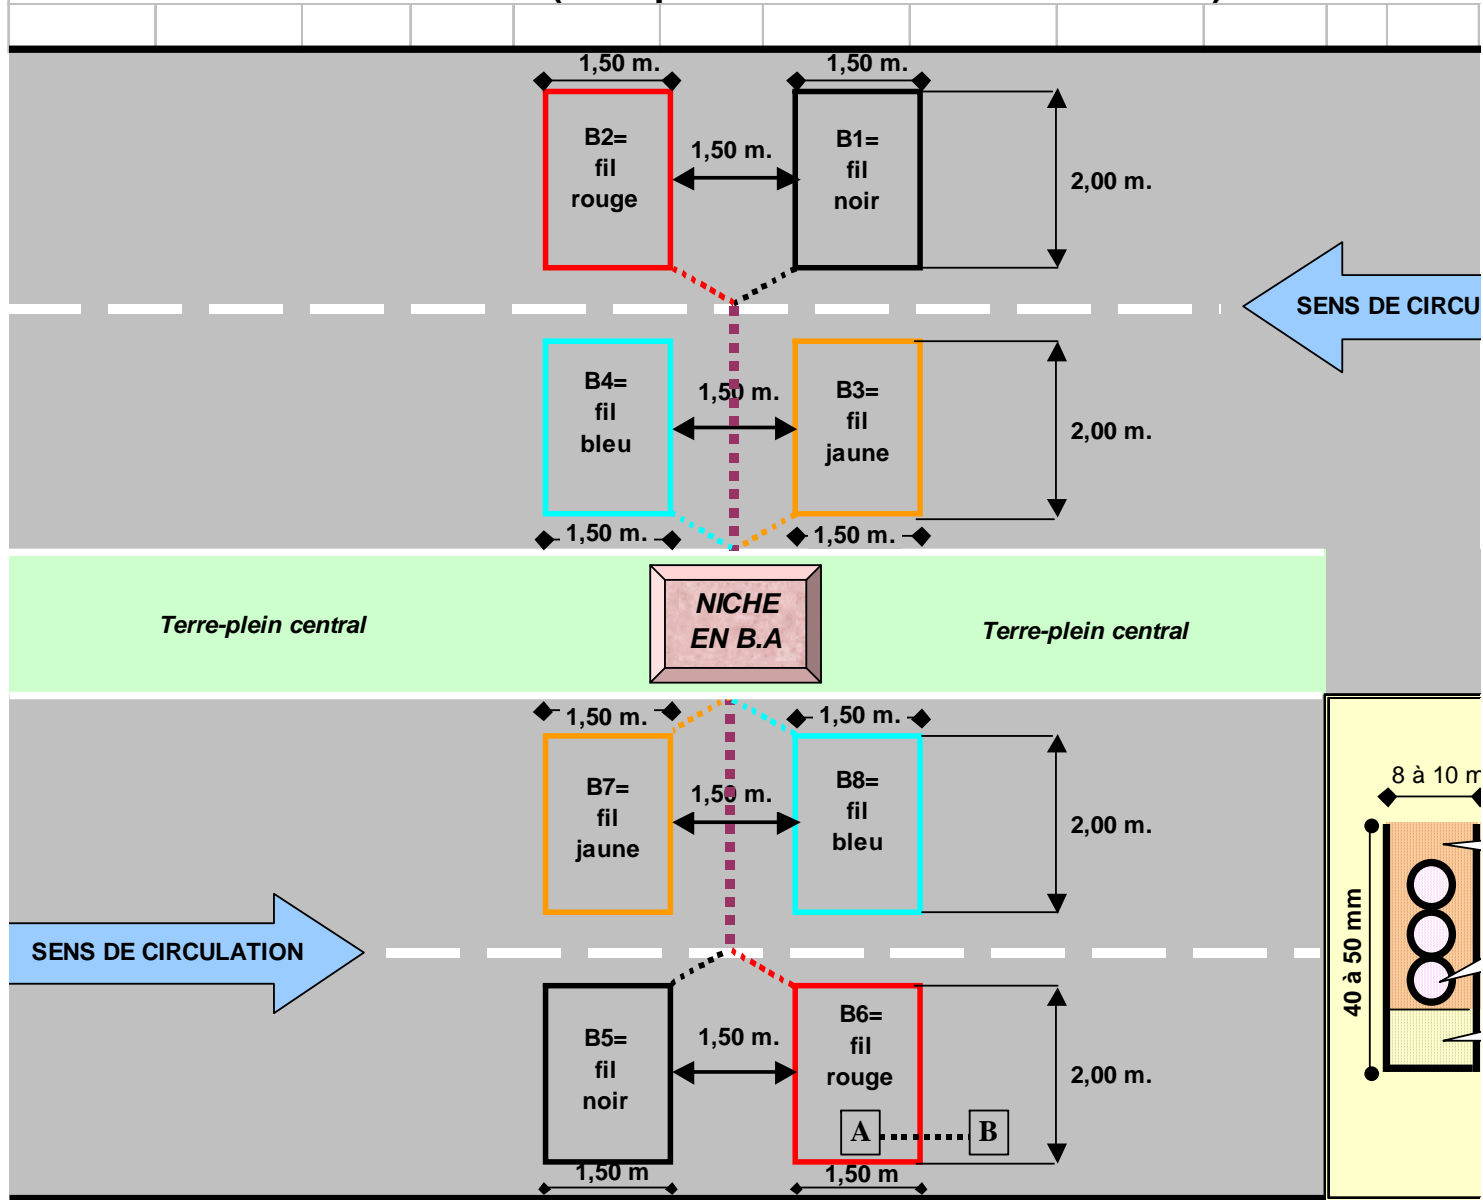 1,50 m.
1,50 m.
B2=
fil
rouge
1,50 m.
B1=
fil
noir
2,00 m.
SENS DE CIRCU
B4=
fil
bleu
1,50 m.
B3=
fil
jaune
2,00 m.
1,50 m.
1,50 m.
NICHE
EN B.A
Terre-plein central
Terre-plein central
1,50 m.
1,50 m.
B7=
fil
jaune
1,50 m.
B8=
fil
bleu
2,00 m.
8 à 10 m
40 à 50 mm
SENS DE CIRCULATION
B5=
fil
noir
1,50 m.
B6=
fil
rouge
2,00 m.
A
B
1,50 m
1,50 m